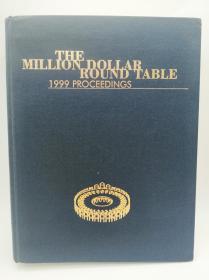 THE
MILLION DOLLAR
ROUND TABLE
1999 PROCEEDINGS